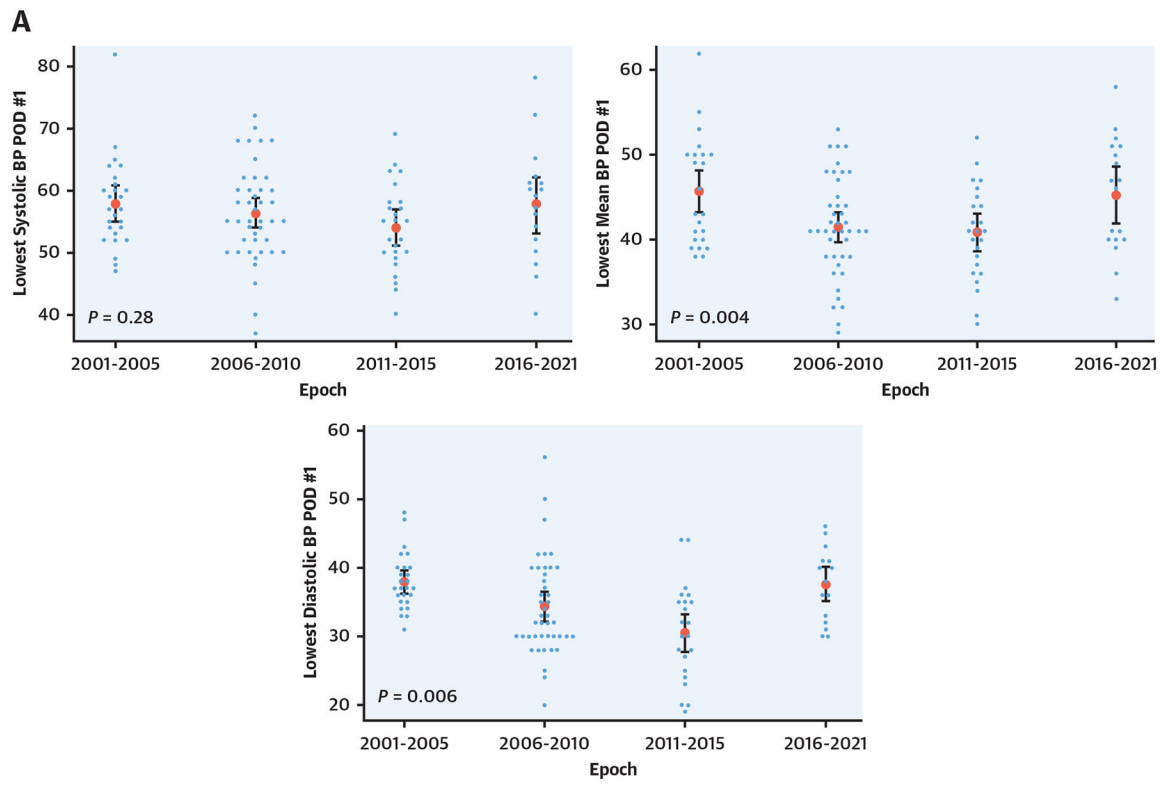 A
Lowest Systolic BP POD #1
80
70
60
50
40
P = 0.28
2001-2005 2006-2010 2011-2015 2016-2021
Epoch
Lowest Mean BP POD #1
60
50
40
30
P = 0.004
2001-2005 2006-2010 2011-2015 2016-2021
Epoch
Lowest Diastolic BP POD #1
60
50
40
30
20
P = 0.006
2001-2005 2006-2010 2011-2015 2016-2021
Epoch